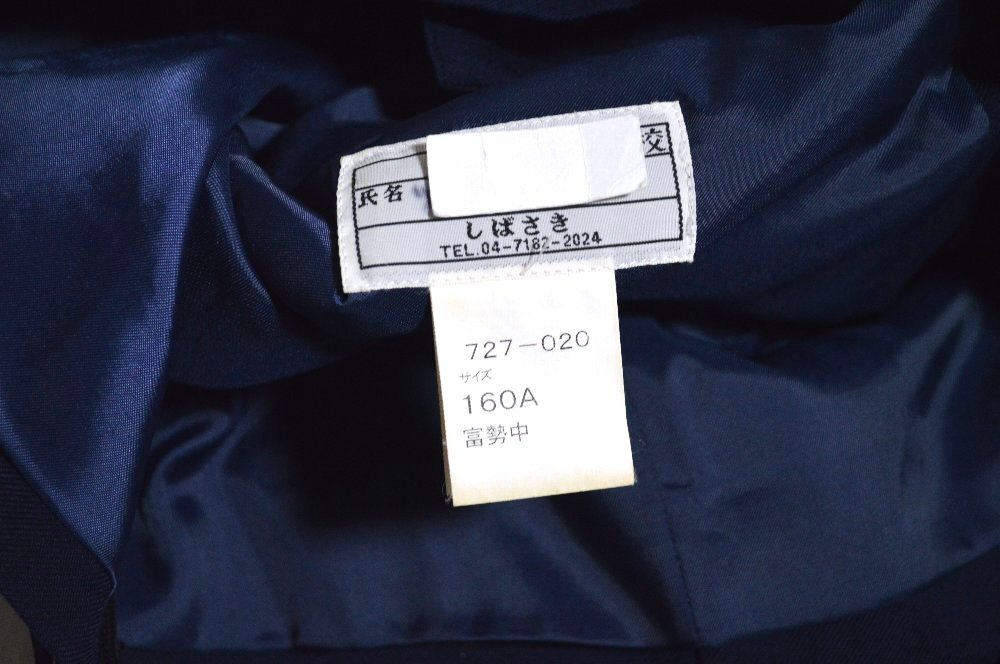 校
氏名
しばさき
TEL.04-7182-2024
727-020
サイズ
160A
富勢中